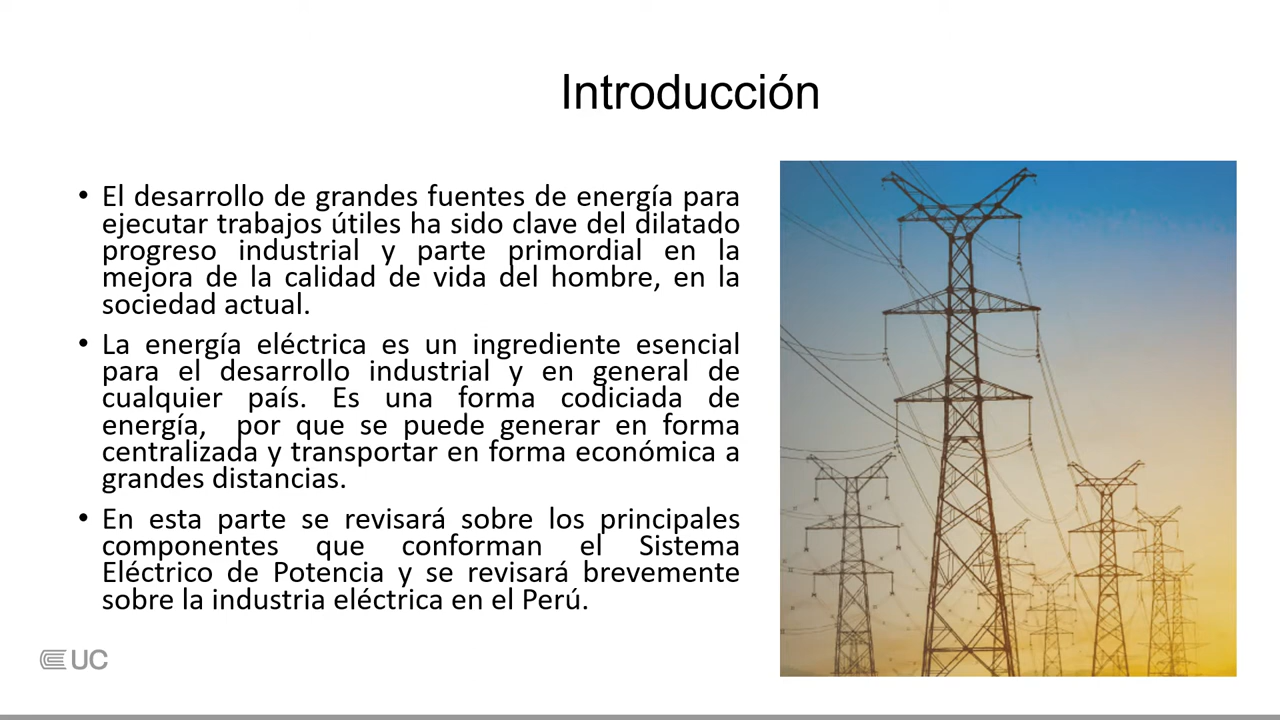 Introducción
• El desarrollo de grandes fuentes de energía para
ejecutar trabajos útiles ha sido clave del dilatado
progreso industrial y parte primordial en la
mejora de la calidad de vida del hombre, en la
sociedad actual.
• La energía eléctrica es un ingrediente esencial
para el desarrollo industrial y en general de
cualquier país. Es una forma codiciada de
energía,  por que se puede generar en forma
centralizada y transportar en forma económica a
grandes distancias.
• En esta parte se revisará sobre los principales
componentes que conforman el Sistema
Eléctrico de Potencia y se revisará brevemente
sobre la industria eléctrica en el Perú.
UC